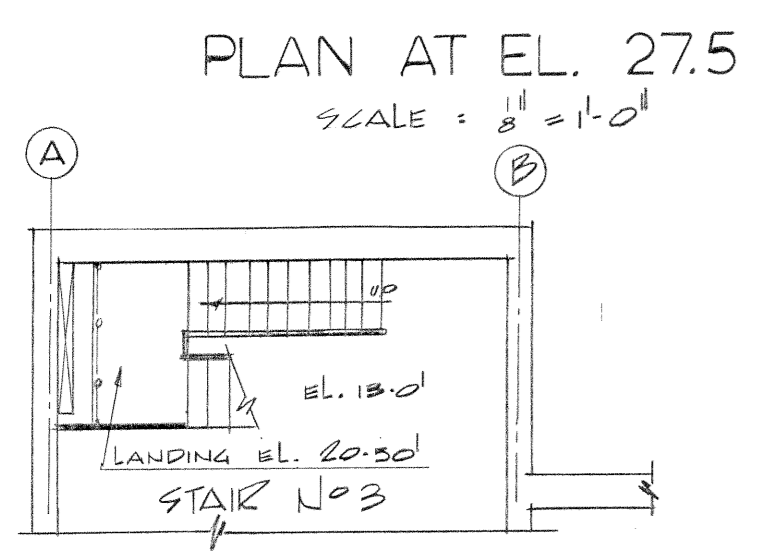 PLAN AT EL. 27.5
SCALE : 1/8" = 1'-0"
A
B
UP
EL. 13.0'
LANDING EL. 20.50'
STAIR No 3